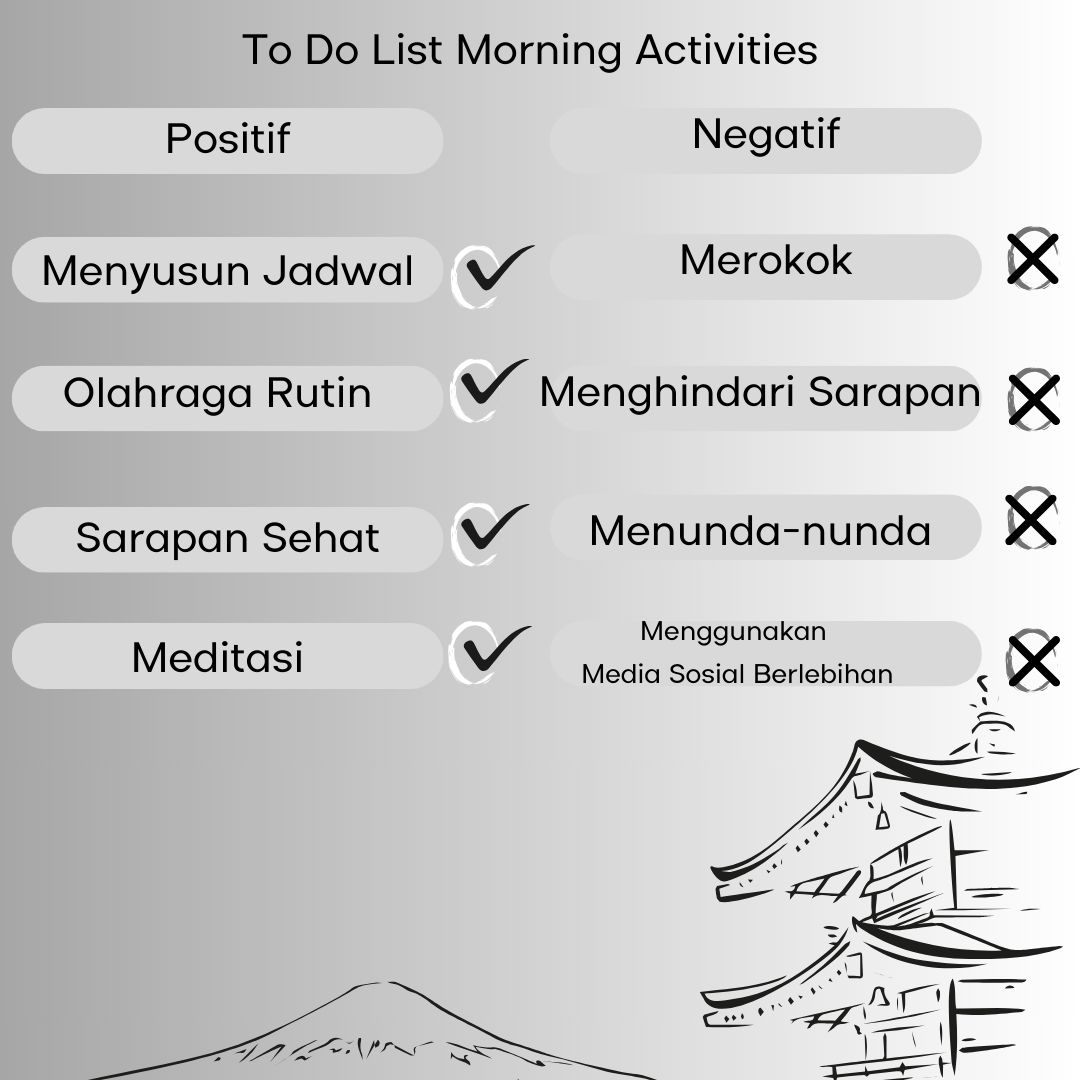 To Do List Morning Activities
Positif
Negatif
Menyusun Jadwal
Merokok
Olahraga Rutin
Menghindari Sarapan
Sarapan Sehat
Menunda-nunda
Meditasi
Menggunakan
Media Sosial Berlebihan